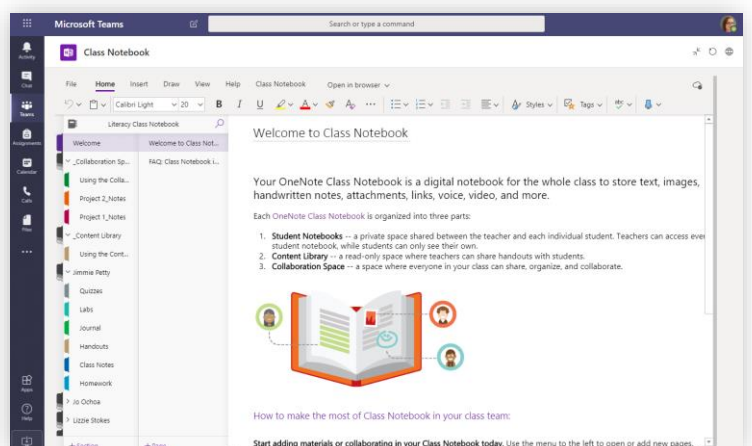 Microsoft Teams
Search or type a command
Activity
Chat
Teams
Assignments
Calendar
Calls
Files
Apps
Help
Class Notebook
File Home Insert Draw View Help Class Notebook Open in browser
Calibri Light 20 B I U A Styles Tags
Literacy Class Notebook
Welcome
_Collaboration Sp...
Using the Colla...
Project 2_Notes
Project 1_Notes
_Content Library
Using the Cont...
Jimmie Petty
Quizzes
Labs
Journal
Handouts
Class Notes
Homework
Jo Ochoa
Lizzie Stokes
+ Section
Welcome to Class Not...
FAQ: Class Notebook i...
+ Page
Welcome to Class Notebook
Your OneNote Class Notebook is a digital notebook for the whole class to store text, images,
handwritten notes, attachments, links, voice, video, and more.
Each OneNote Class Notebook is organized into three parts:
1. Student Notebooks -- a private space shared between the teacher and each individual student. Teachers can access ever
student notebook, while students can only see their own.
2. Content Library -- a read-only space where teachers can share handouts with students.
3. Collaboration Space -- a space where everyone in your class can share, organize, and collaborate.
How to make the most of Class Notebook in your class team:
Start adding materials or collaborating in your Class Notebook today. Use the menu to the left to open or add new pages.